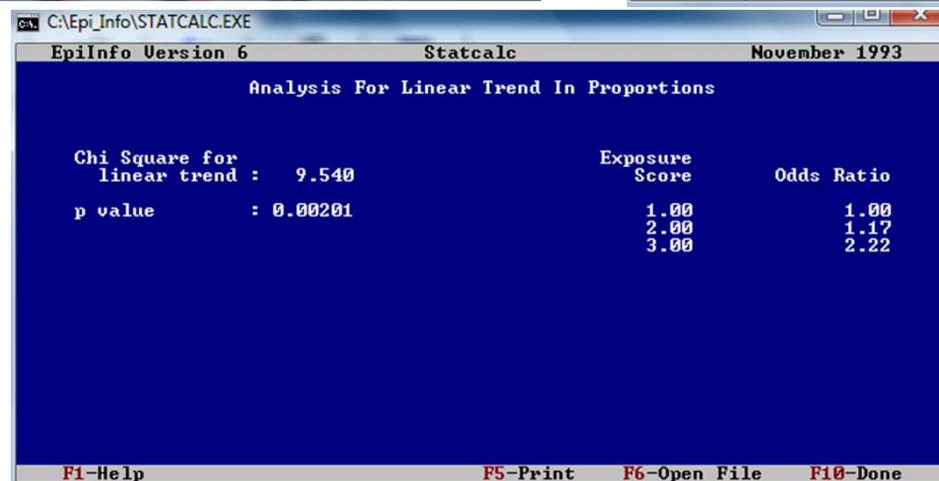 C:\Epi_Info\STATCALC.EXE
EpiInfo Version 6 Statcalc November 1993
Analysis For Linear Trend In Proportions
Chi Square for Exposure
linear trend : 9.540 Score Odds Ratio
p value : 0.00201 1.00 1.00
2.00 1.17
3.00 2.22
F1-Help F5-Print F6-Open File F10-Done